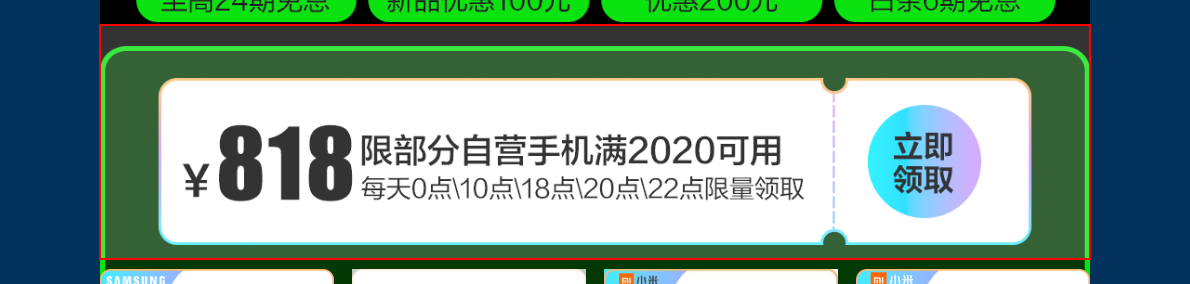 至高24期免息 新品优惠100元 优惠200元 白条6期免息
¥818 限部分自营手机满2020可用
每天0点\10点\18点\20点\22点限量领取
立即
领取
SAMSUNG 小米 小米